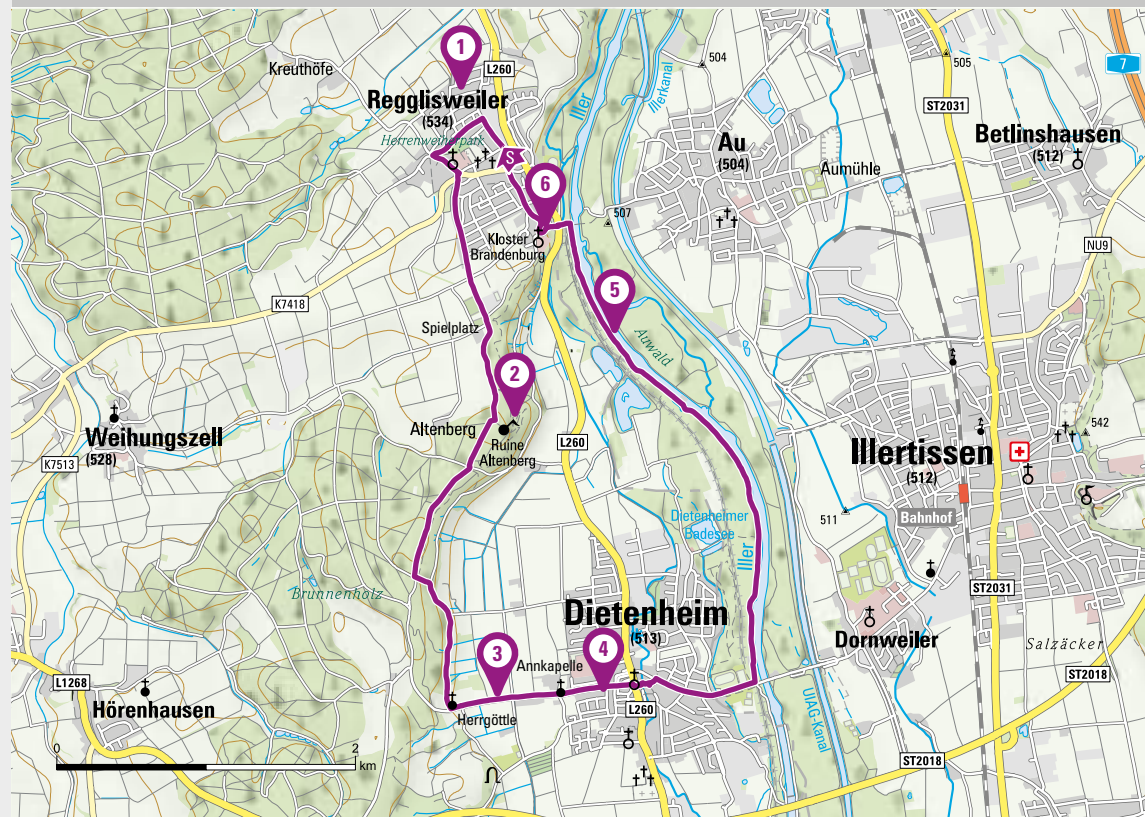 1
Kreuthöfe
L260
Regglisweiler
(534)
Herrenweiherpark
S
6
Kloster
Brandenburg
Iller
Illerkanal
504
507
Au
(504)
Aumühle
505
7
ST2031
Betlinshausen
(512)
NU9
K7418
Spielplatz
5
Auwald
2
Altenberg
Ruine
Altenberg
L260
Weihungszell
(528)
K7513
Illertissen
(512)
542
511
Bahnhof
Dietenheimer
Badesee
Iller
ST2031
Brunnenholz
Dietenheim
(513)
Dornweiler
Salzäcker
3
Annkapelle
4
ST2018
L1268
Hörenhausen
Herrgöttle
L260
UIAG-Kanal
ST2018
0
2
km